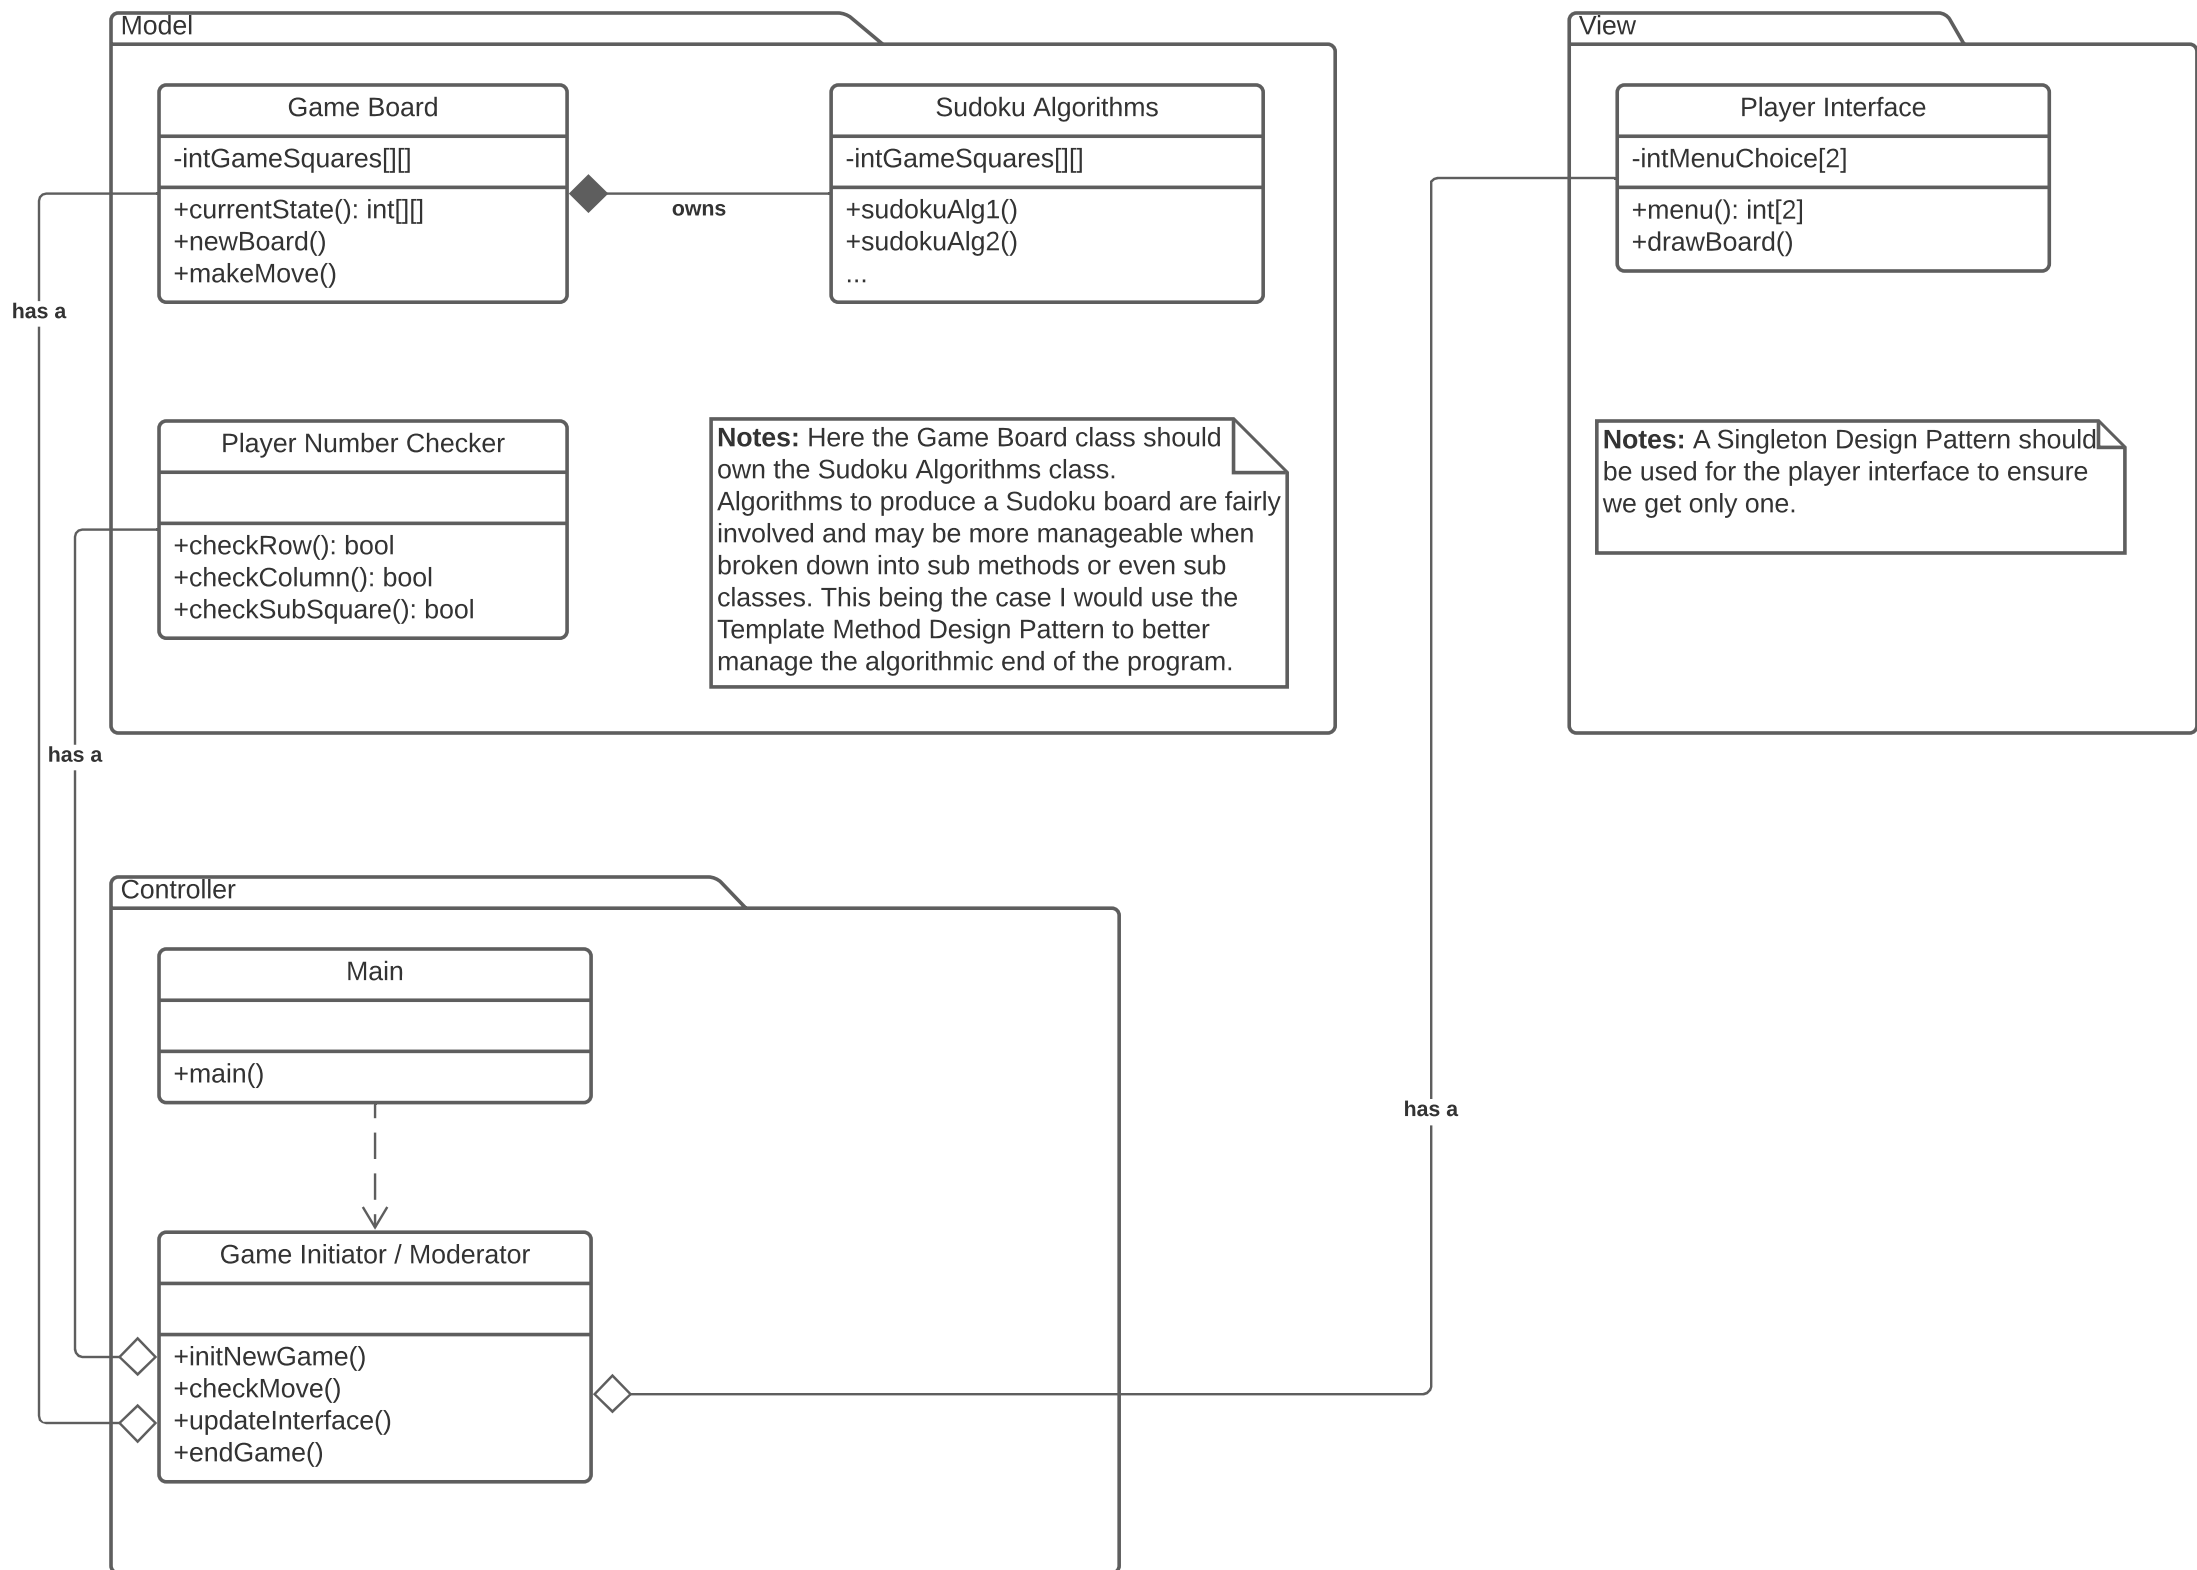 Model
Game Board
-intGameSquares[][]
+currentState(): int[][]
+newBoard()
+makeMove()
owns
Sudoku Algorithms
-intGameSquares[][]
+sudokuAlg1()
+sudokuAlg2()
...
has a
Player Number Checker
+checkRow(): bool
+checkColumn(): bool
+checkSubSquare(): bool
Notes: Here the Game Board class should
own the Sudoku Algorithms class.
Algorithms to produce a Sudoku board are fairly
involved and may be more manageable when
broken down into sub methods or even sub
classes. This being the case I would use the
Template Method Design Pattern to better
manage the algorithmic end of the program.
has a
View
Player Interface
-intMenuChoice[2]
+menu(): int[2]
+drawBoard()
Notes: A Singleton Design Pattern should
be used for the player interface to ensure
we get only one.
has a
Controller
Main
+main()
Game Initiator / Moderator
+initNewGame()
+checkMove()
+updateInterface()
+endGame()